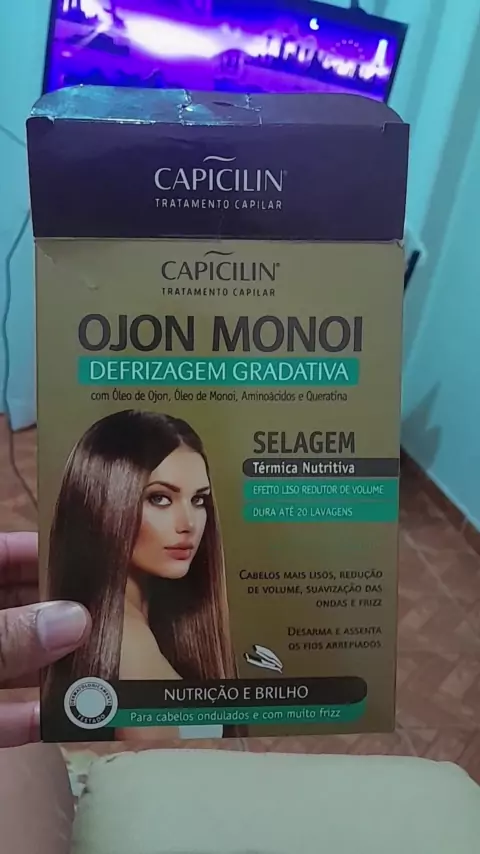 CAPICILIN®
TRATAMENTO CAPILAR
CAPICILIN®
TRATAMENTO CAPILAR
OJON MONOI
DEFRIZAGEM GRADATIVA
com Óleo de Ojon, Óleo de Monoi, Aminoácidos e Queratina
SELAGEM
Térmica Nutritiva
EFEITO LISO REDUTOR DE VOLUME
DURA ATÉ 20 LAVAGENS
CABELOS MAIS LISOS, REDUÇÃO
DE VOLUME, SUAVIZAÇÃO DAS
ONDAS E FRIZZ
DESARMA E ASSENTA
OS FIOS ARREPIADOS
DERMATOLOGICAMENTE
TESTADO
NUTRIÇÃO E BRILHO
Para cabelos ondulados e com muito frizz